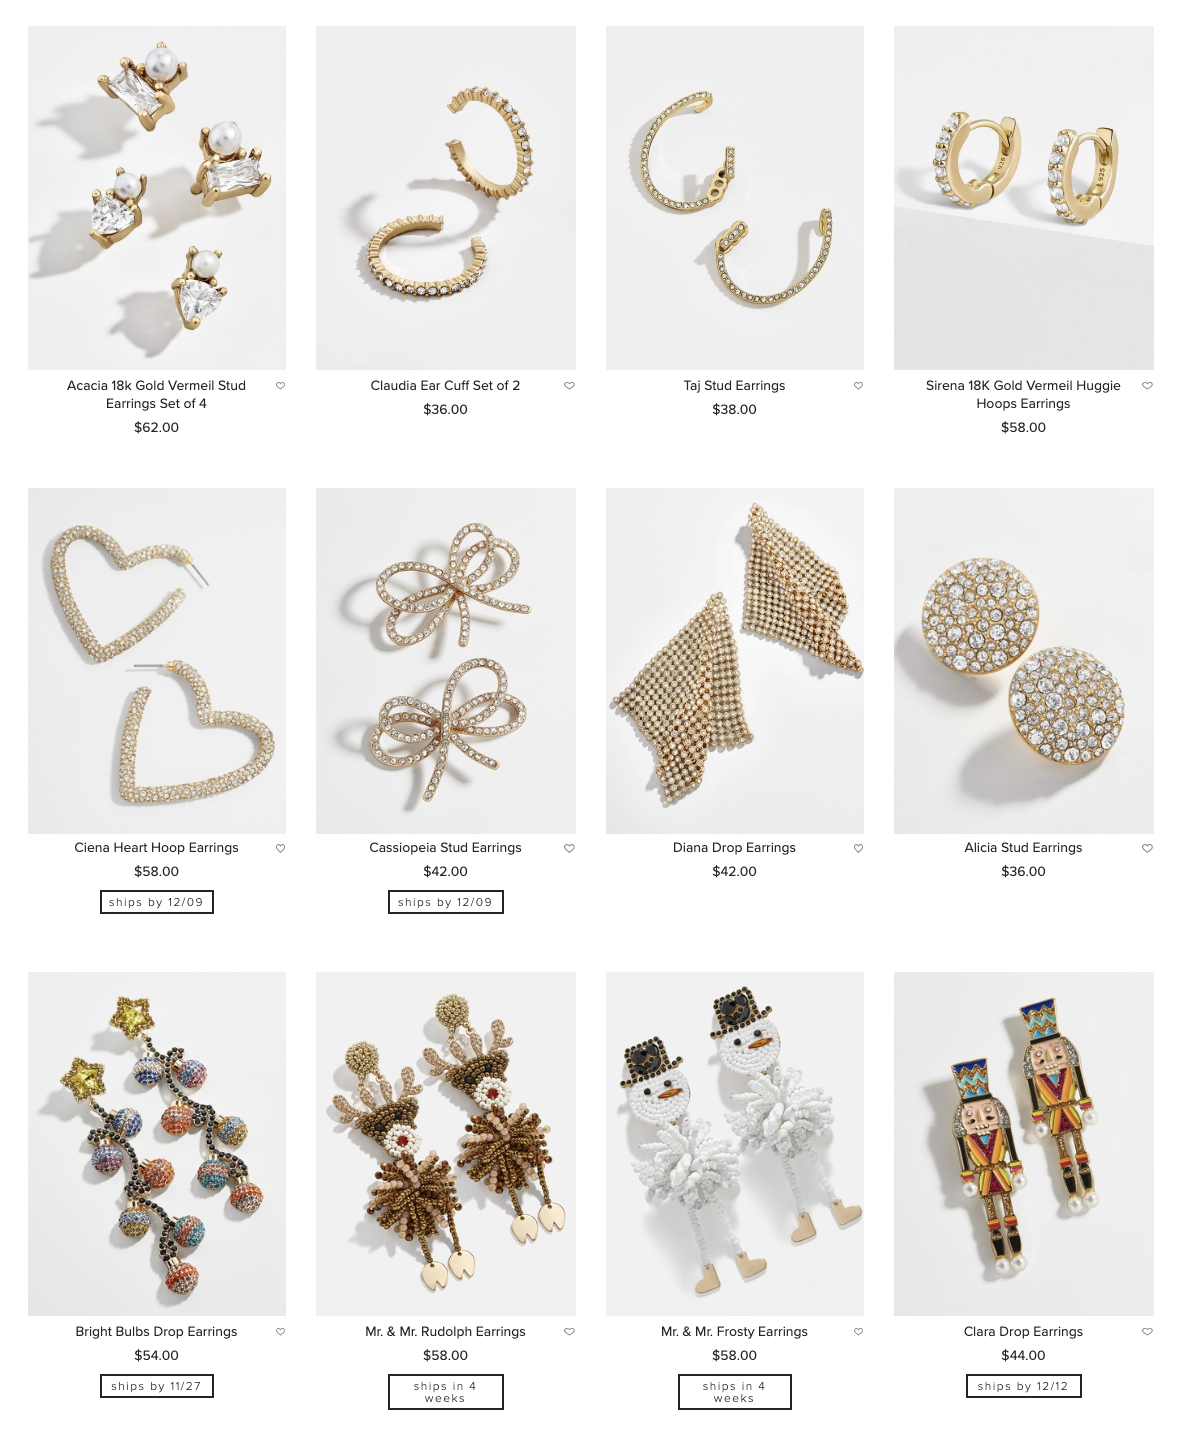 Acacia 18k Gold Vermeil Stud
Earrings Set of 4
$62.00
Claudia Ear Cuff Set of 2
$36.00
Taj Stud Earrings
$38.00
925
925
Sirena 18K Gold Vermeil Huggie
Hoops Earrings
$58.00
Ciena Heart Hoop Earrings
$58.00
ships by 12/09
Cassiopeia Stud Earrings
$42.00
ships by 12/09
Diana Drop Earrings
$42.00
Alicia Stud Earrings
$36.00
Bright Bulbs Drop Earrings
$54.00
ships by 11/27
Mr. & Mr. Rudolph Earrings
$58.00
ships in 4
weeks
Mr. & Mr. Frosty Earrings
$58.00
ships in 4
weeks
Clara Drop Earrings
$44.00
ships by 12/12